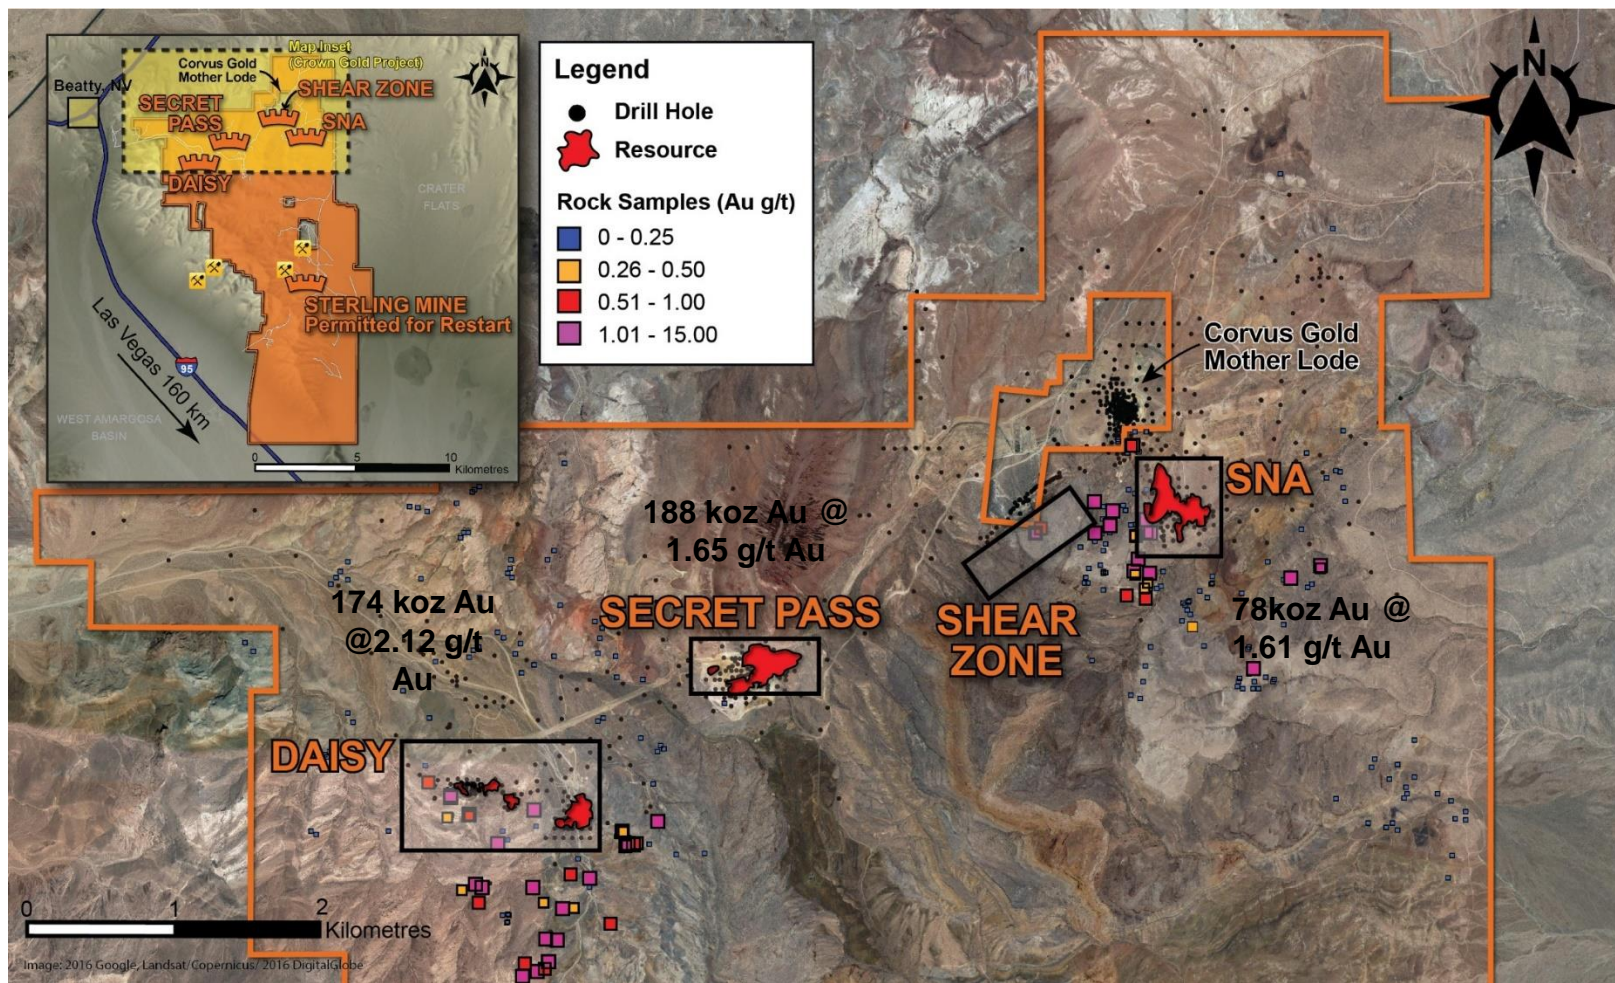 Map Inset
(Crown Gold Project)
Corvus Gold
Mother Lode
N
Beatty, NV
SHEAR ZONE
SECRET
PASS
SNA
DAISY
CRATER
FLATS
STERLING MINE
Permitted for Restart
Las Vegas 160 km
95
WEST AMARGOSA
BASIN
0 5 10
Kilometres
Legend
Drill Hole
Resource
Rock Samples (Au g/t)
0 - 0.25
0.26 - 0.50
0.51 - 1.00
1.01 - 15.00
N
Corvus Gold
Mother Lode
SNA
188 koz Au @
1.65 g/t Au
174 koz Au
@2.12 g/t
Au
SECRET PASS
SHEAR
ZONE
78koz Au @
1.61 g/t Au
DAISY
0 1 2
Kilometres
Image: 2016 Google, Landsat/Copernicus/ 2016 DigitalGlobe